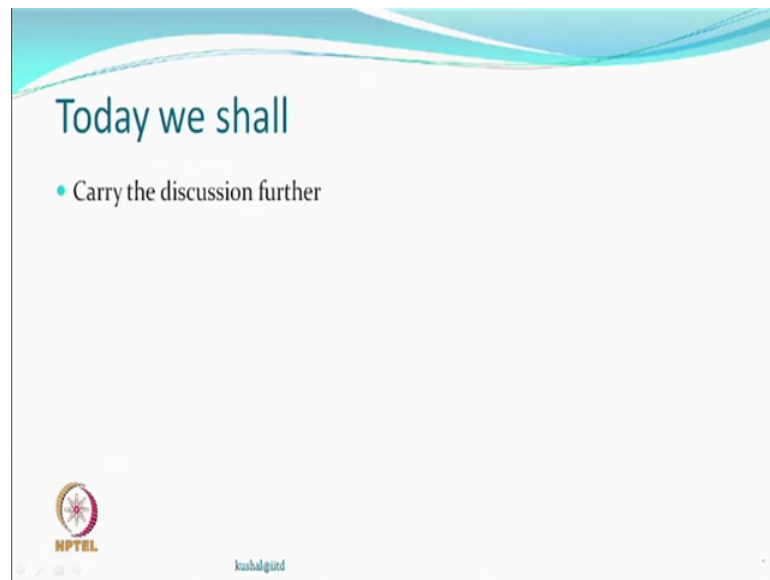 Today we shall
• Carry the discussion further
NPTEL
kushal@iitd